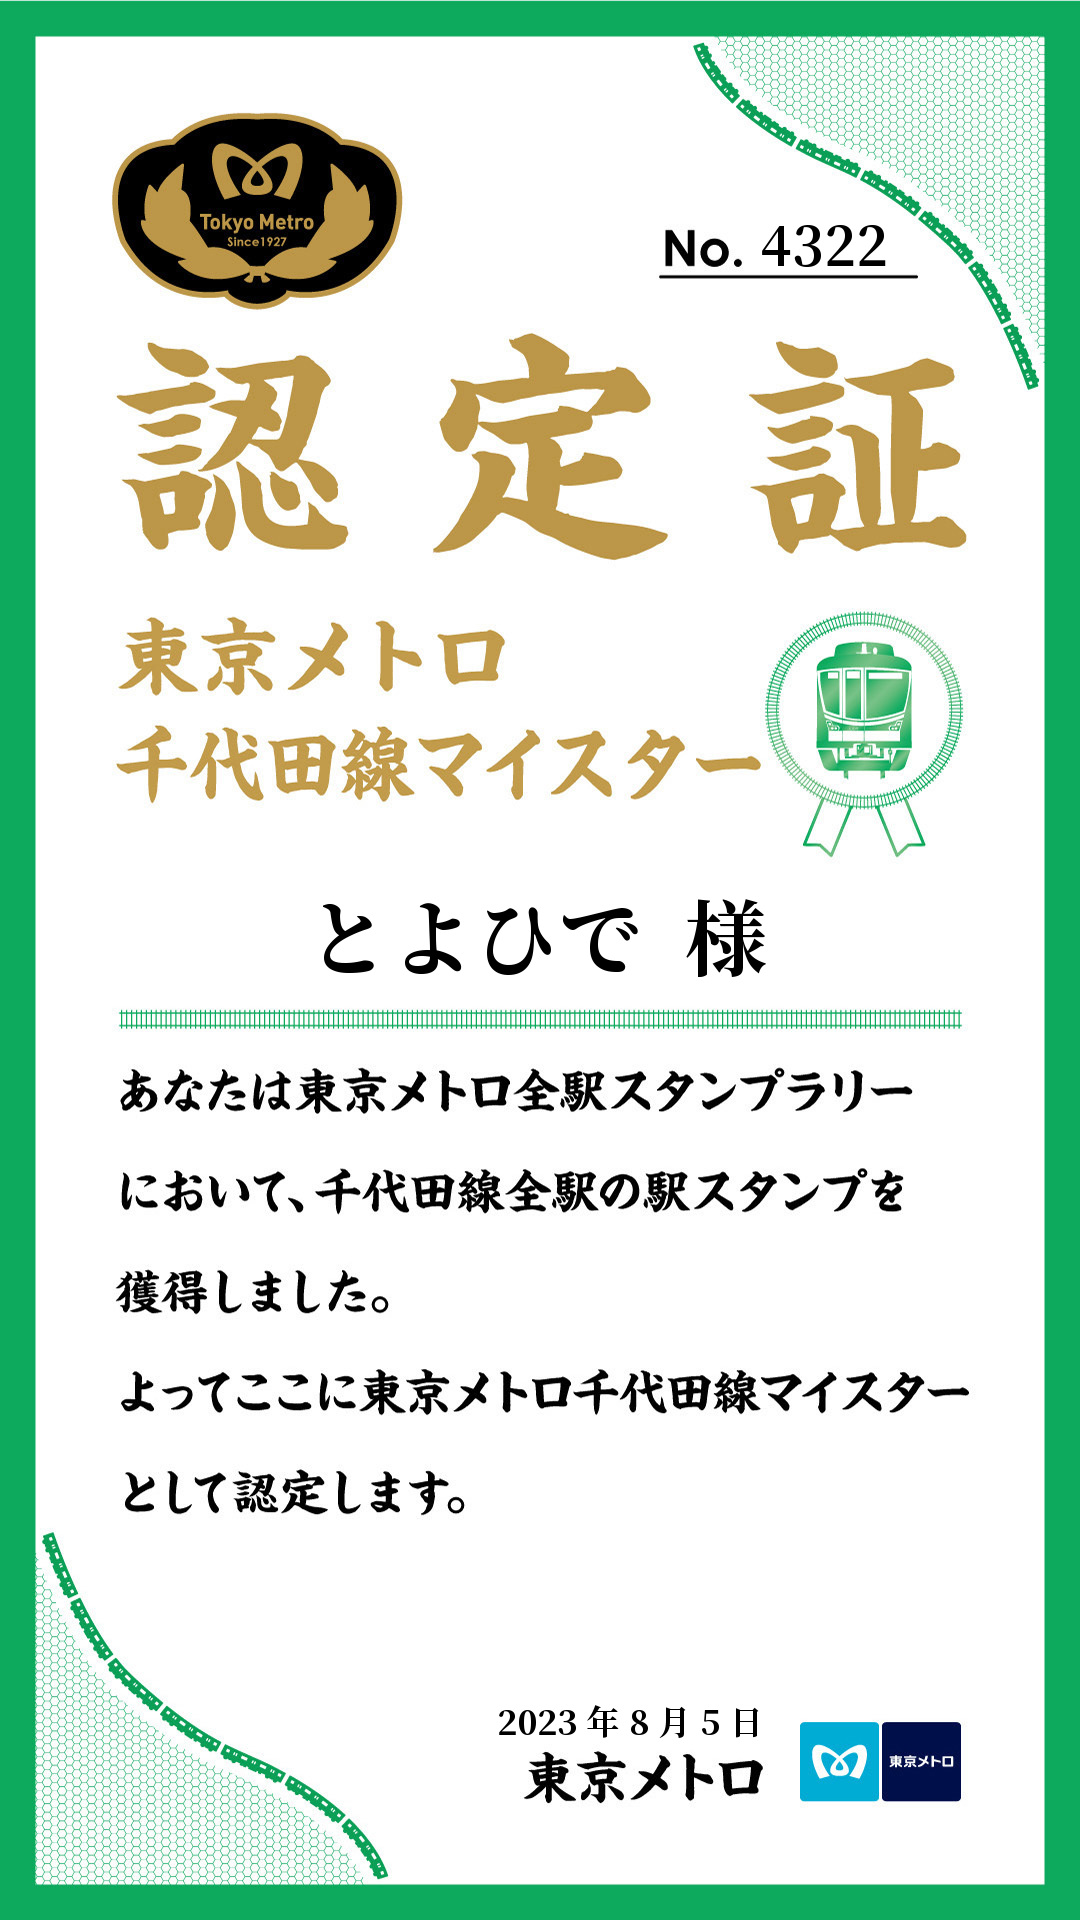 Tokyo Metro
Since1927
No. 4322
認定証
東京メトロ
千代田線マイスター
とよひで 様
あなたは東京メトロ全駅スタンプラリー
において、千代田線全駅の駅スタンプを
獲得しました。
よってここに東京メトロ千代田線マイスター
として認定します。
2023年8月5日
東京メトロ
東京メトロ